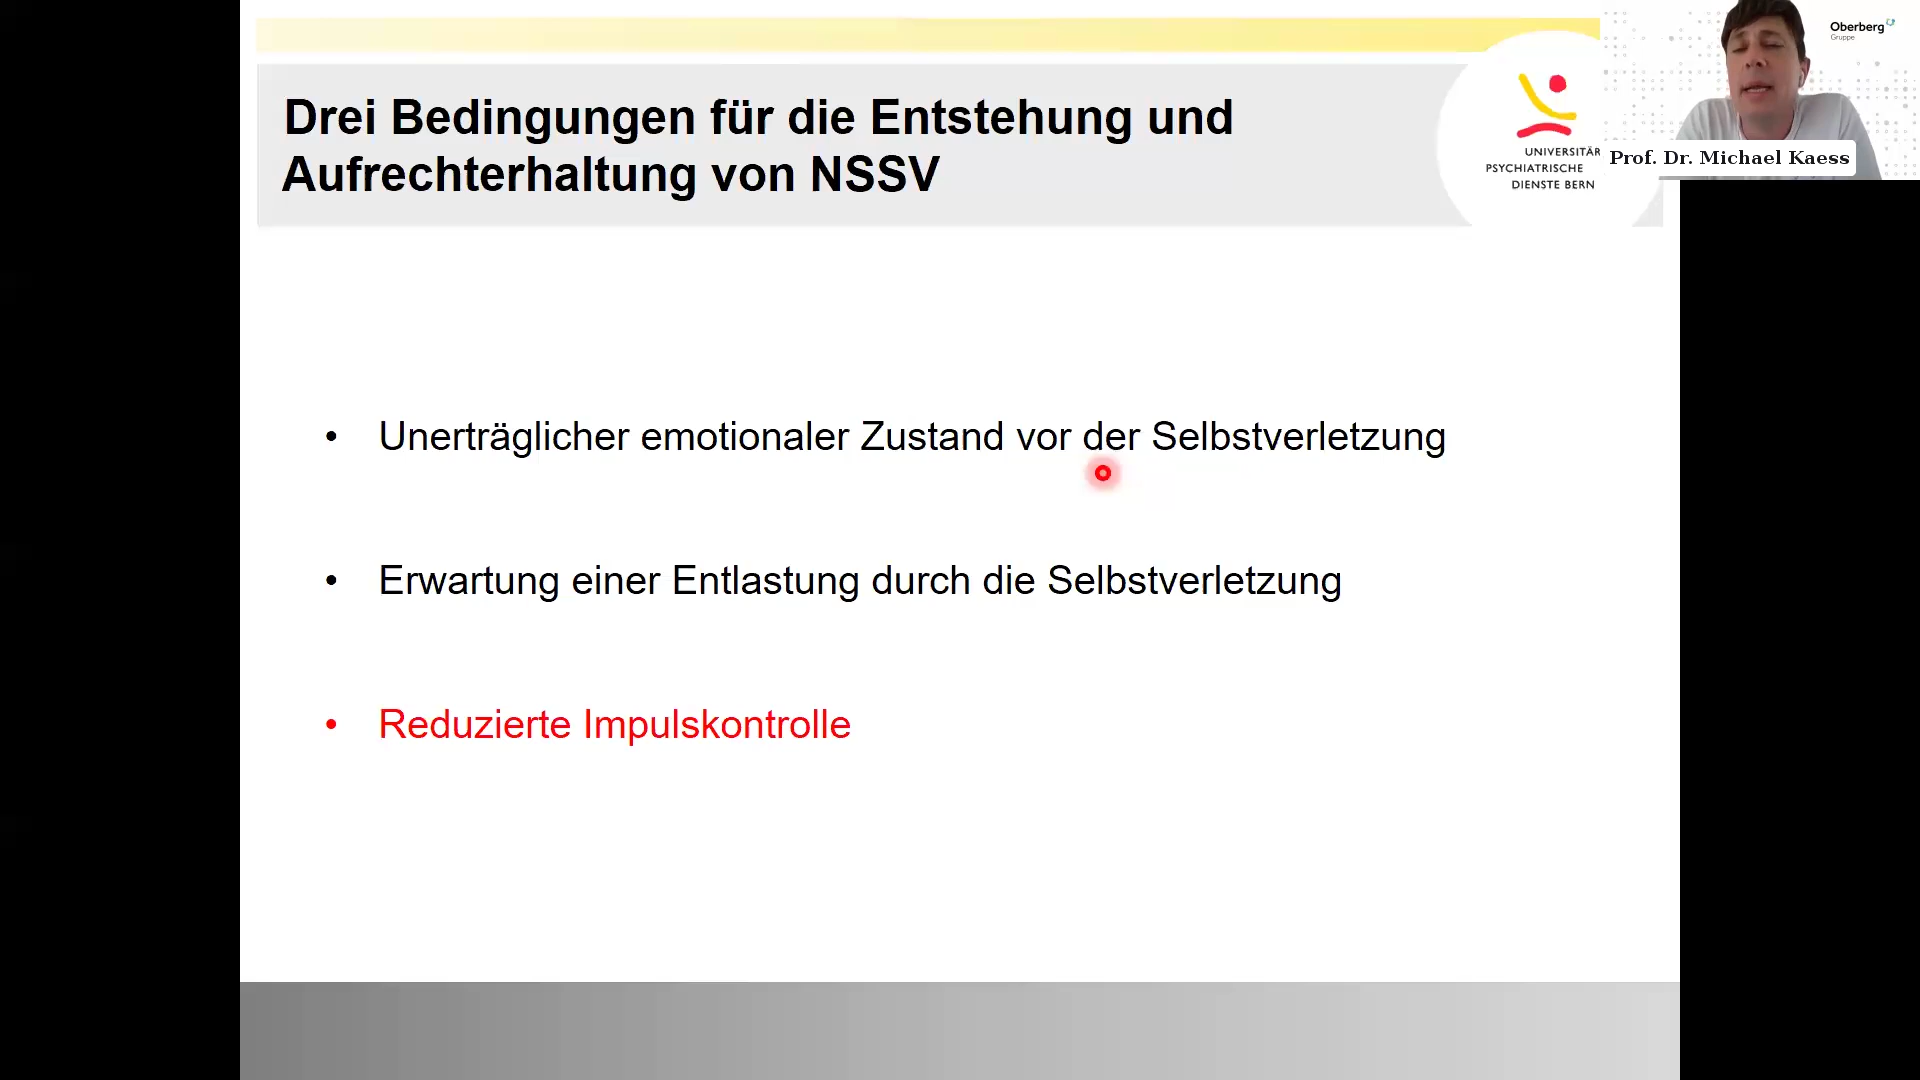 Drei Bedingungen für die Entstehung und
Aufrechterhaltung von NSSV
UNIVERSITÄR
PSYCHIATRISCHE
DIENSTE BERN
Oberberg
Gruppe
Prof. Dr. Michael Kaess
• Unerträglicher emotionaler Zustand vor der Selbstverletzung
• Erwartung einer Entlastung durch die Selbstverletzung
• Reduzierte Impulskontrolle